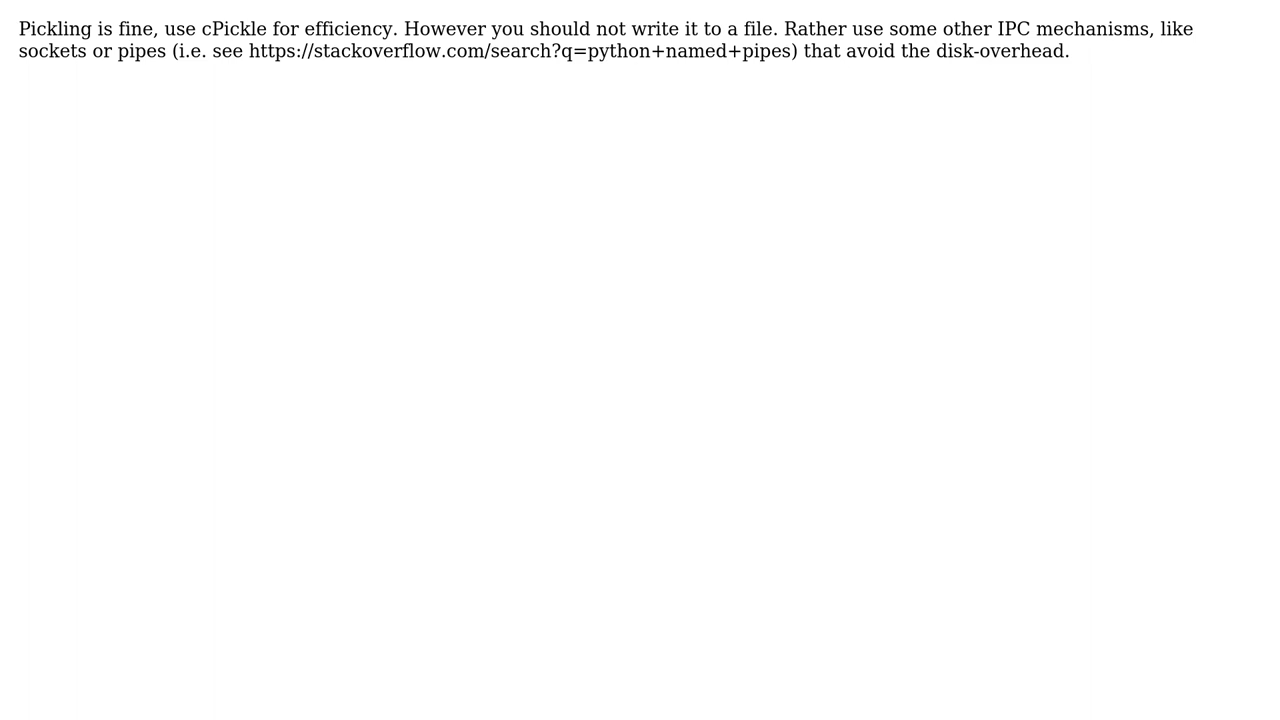 Pickling is fine, use cPickle for efficiency. However you should not write it to a file. Rather use some other IPC mechanisms, like
sockets or pipes (i.e. see https://stackoverflow.com/search?q=python+named+pipes) that avoid the disk-overhead.